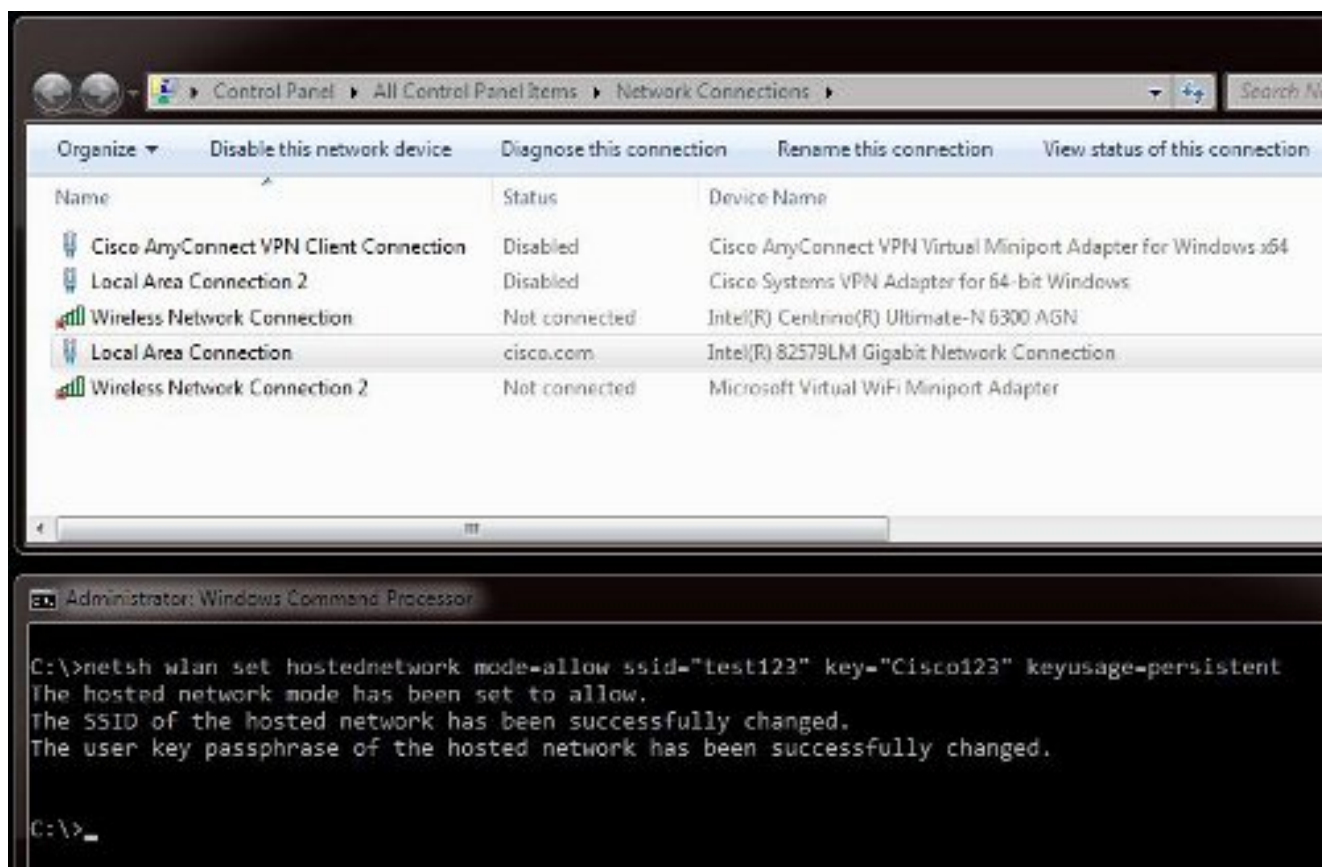 Control Panel ▸ All Control Panel Items ▸ Network Connections ▸
Search N
Organize Disable this network device Diagnose this connection Rename this connection View status of this connection
Name Status Device Name
Cisco AnyConnect VPN Client Connection Disabled Cisco AnyConnect VPN Virtual Miniport Adapter for Windows x64
Local Area Connection 2 Disabled Cisco Systems VPN Adapter for 64-bit Windows
Wireless Network Connection Not connected Intel(R) Centrino(R) Ultimate-N 6300 AGN
Local Area Connection cisco.com Intel(R) 82579LM Gigabit Network Connection
Wireless Network Connection 2 Not connected Microsoft Virtual WiFi Miniport Adapter
Administrator: Windows Command Processor
C:\>netsh wlan set hostednetwork mode=allow ssid="test123" key="Cisco123" keyusage=persistent
The hosted network mode has been set to allow.
The SSID of the hosted network has been successfully changed.
The user key passphrase of the hosted network has been successfully changed.
C:\>_